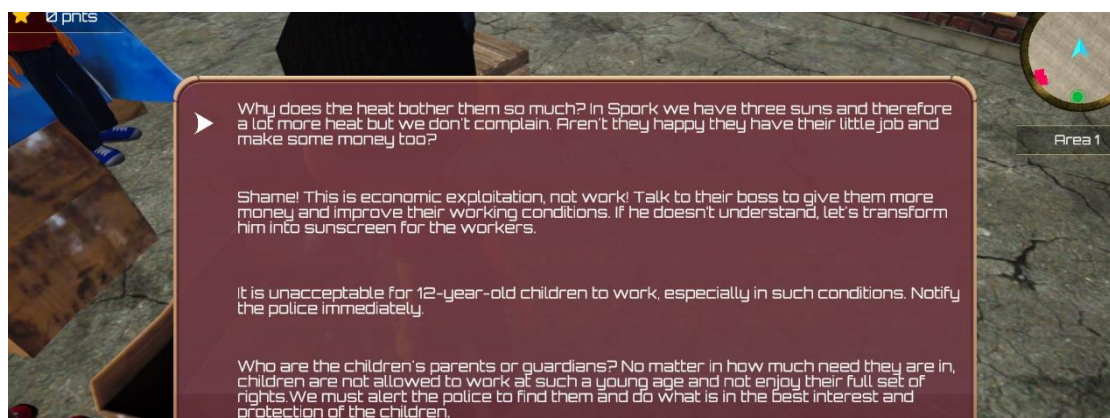 0 pnts
Area 1
Why does the heat bother them so much? In Spork we have three suns and therefore
a lot more heat but we don't complain. Aren't they happy they have their little job and
make some money too?
Shame! This is economic exploitation, not work! Talk to their boss to give them more
money and improve their working conditions. If he doesn't understand, let's transform
him into sunscreen for the workers.
It is unacceptable for 12-year-old children to work, especially in such conditions. Notify
the police immediately.
Who are the children's parents or guardians? No matter in how much need they are in,
children are not allowed to work at such a young age and not enjoy their full set of
rights.We must alert the police to find them and do what is in the best interest and
protection of the children.